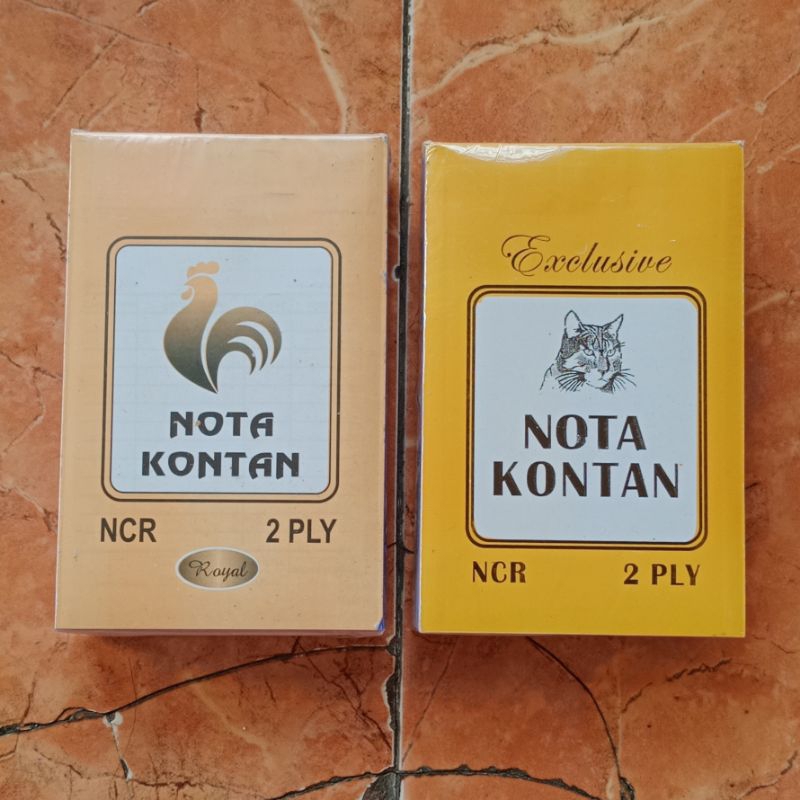 NOTA
KONTAN
NCR 2 PLY
Royal
Exclusive
NOTA
KONTAN
NCR 2 PLY